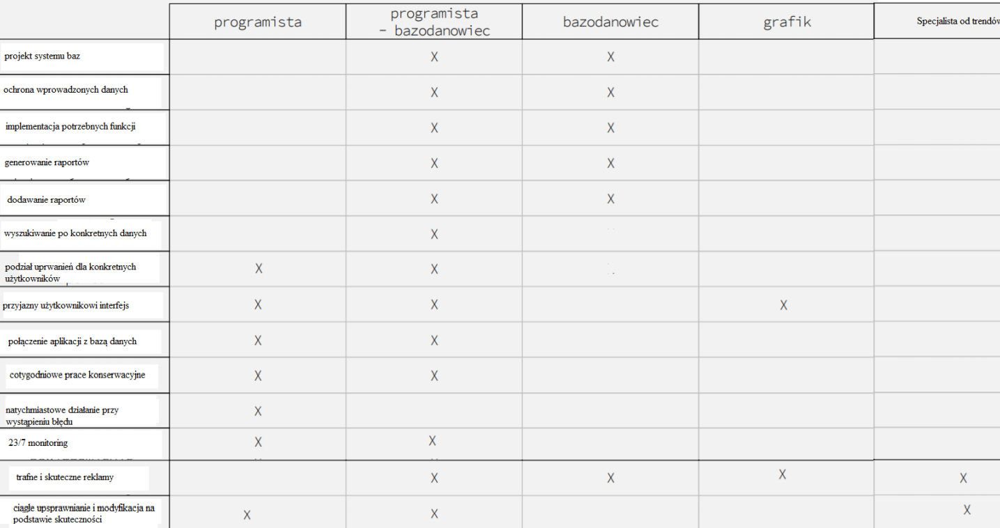 programista programista bazodanowiec grafik Specjalista od trendów
- bazodanowiec
projekt systemu baz X X
ochrona wprowadzonych danych X X
implementacja potrzebnych funkcji X X
generowanie raportów X X
dodawanie raportów X X
wyszukiwanie po konkretnych danych X
podział uprwanień dla konkretnych X X
użytkowników
przyjazny użytkownikowi interfejs X X X
połączenie aplikacji z bazą danych X X
cotygodniowe prace konserwacyjne X X
natychmiastowe działanie przy X
wystąpieniu błędu
23/7 monitoring X X
trafne i skuteczne reklamy X X X X
ciągłe upsprawnianie i modyfikacja na X X X
podstawie skuteczności